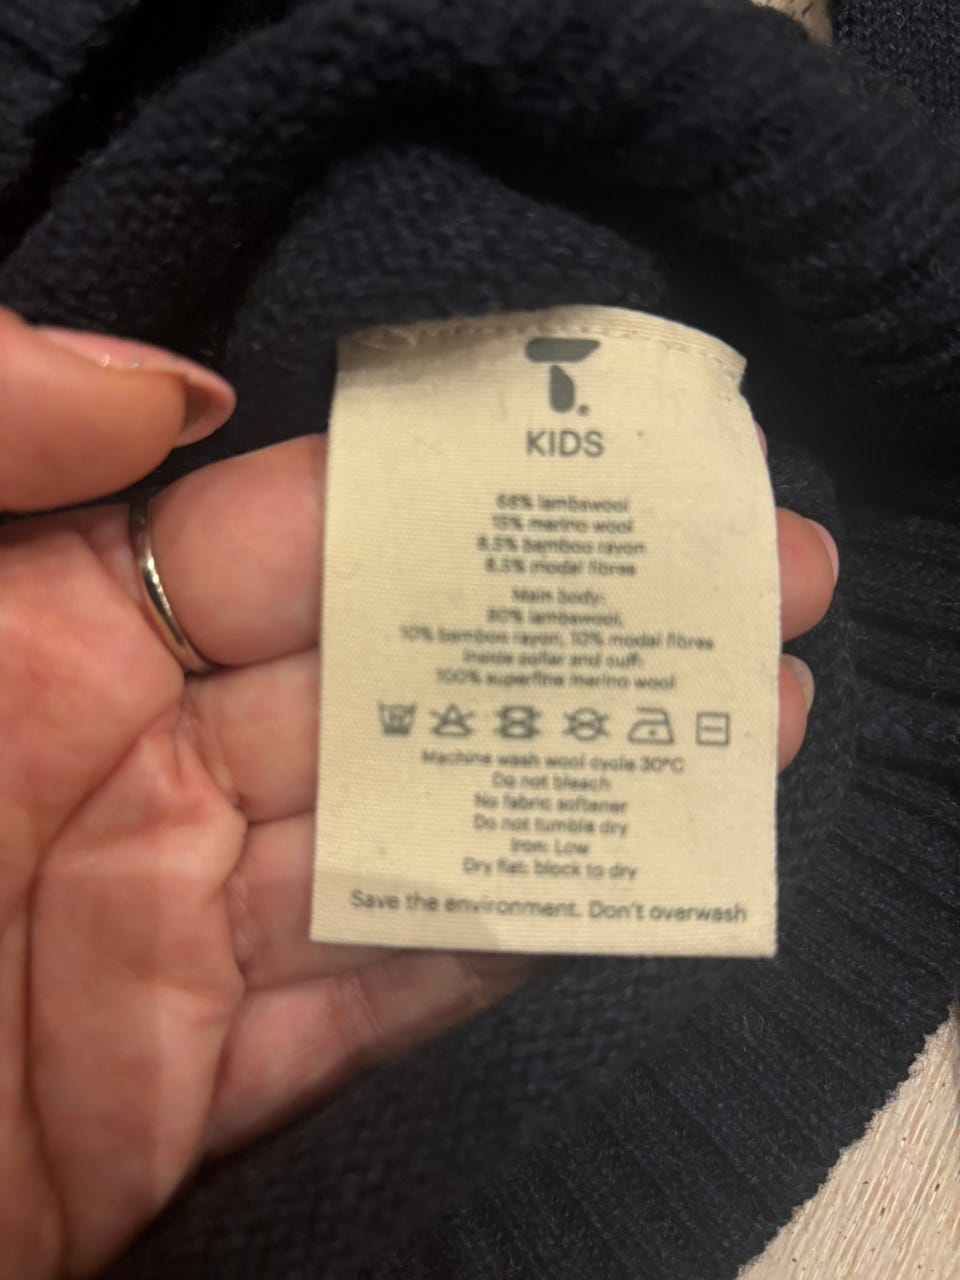 T.
KIDS
68% lambswool
15% merino wool
8,5% bamboo rayon
8,5% modal fibres
Main body:
80% lambswool,
10% bamboo rayon, 10% modal fibres
Inside collar and cuff:
100% superfine merino wool
Machine wash wool cycle 30°C
Do not bleach
No fabric softener
Do not tumble dry
Iron: Low
Dry flat: block to dry
Save the environment. Don't overwash